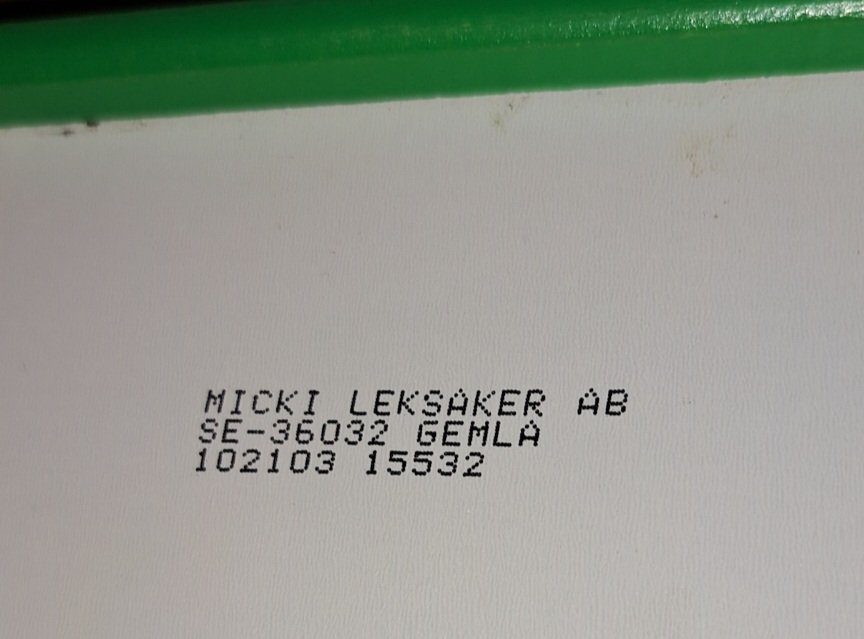 MICKI LEKSAKER AB
SE-36032 GEMLA
102103 15532